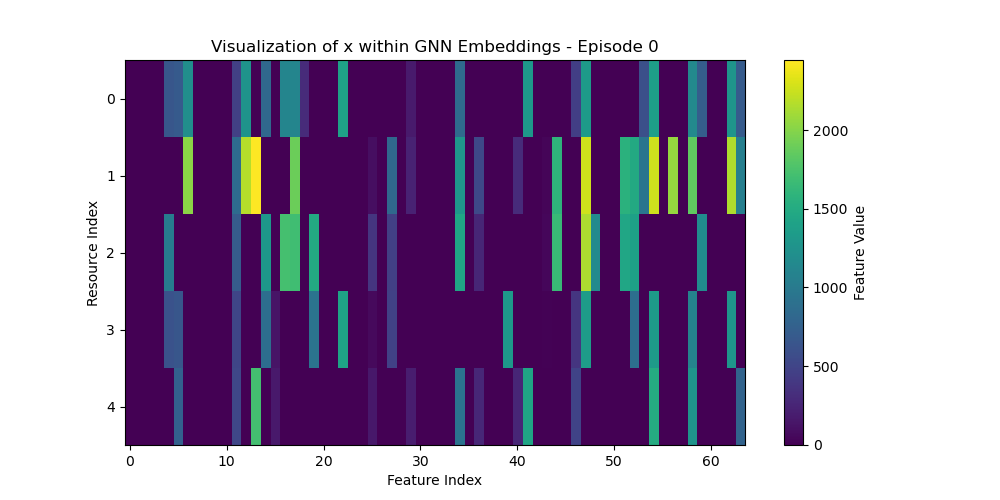 Visualization of x within GNN Embeddings - Episode 0
Resource Index
0
1
2
3
4
0 10 20 30 40 50 60
Feature Index
2000
1500
1000
500
0
Feature Value